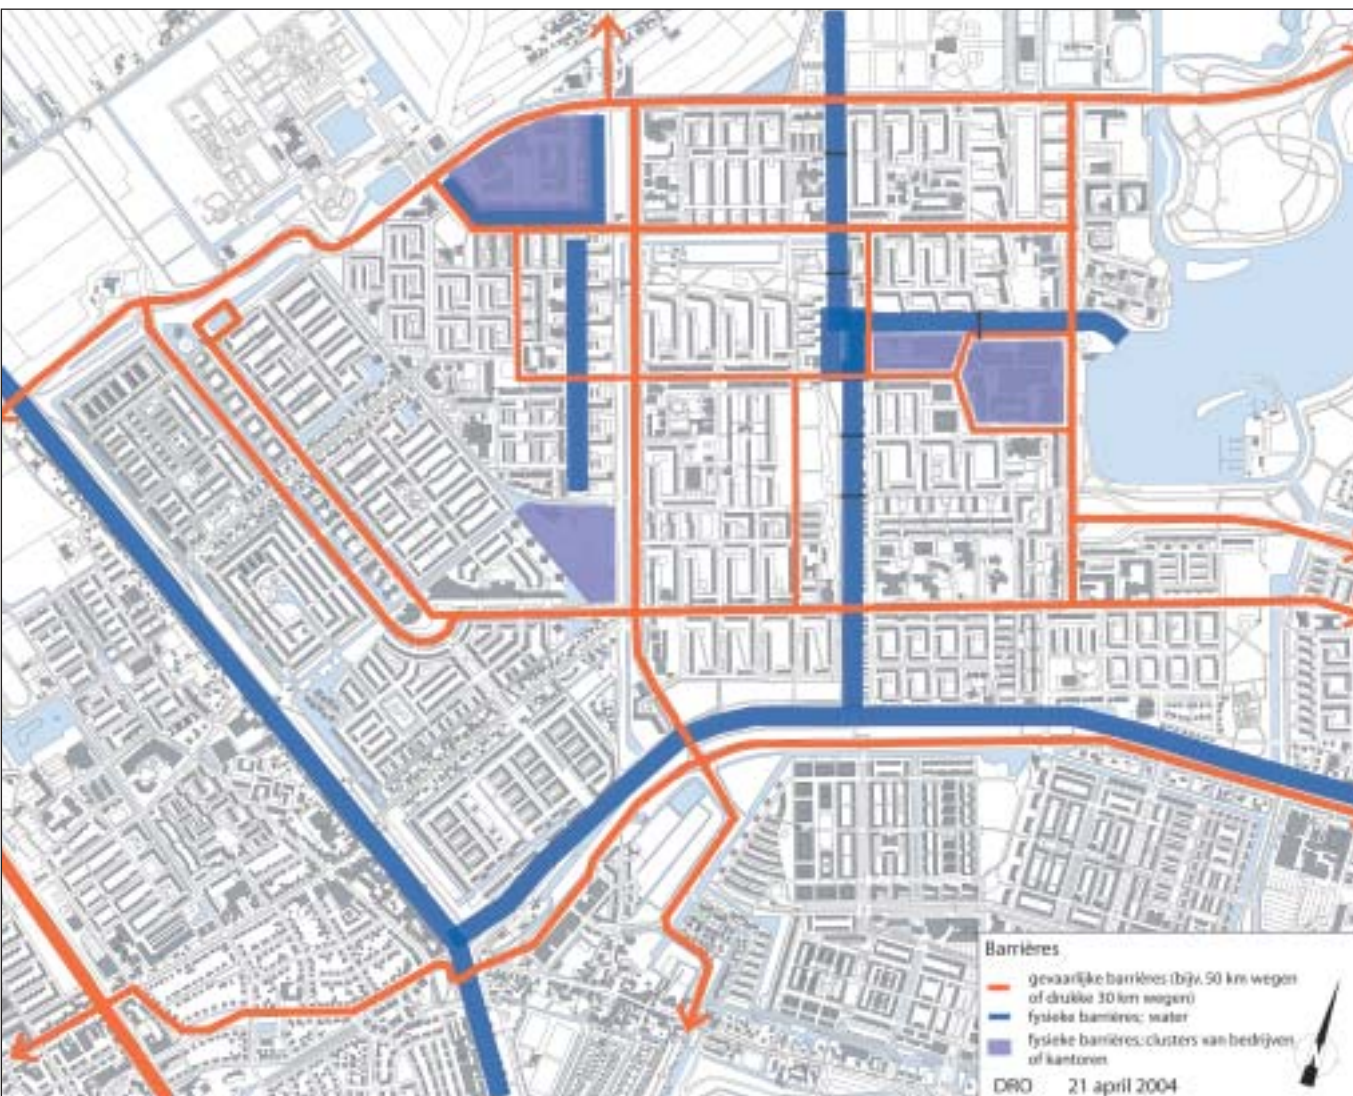 Barrières
gevaarlijke barrières (bijv. 50 km wegen
of drukke 30 km wegen)
fysieke barrières; water
fysieke barrières; clusters van bedrijven
of kantoren
DRO 21 april 2004